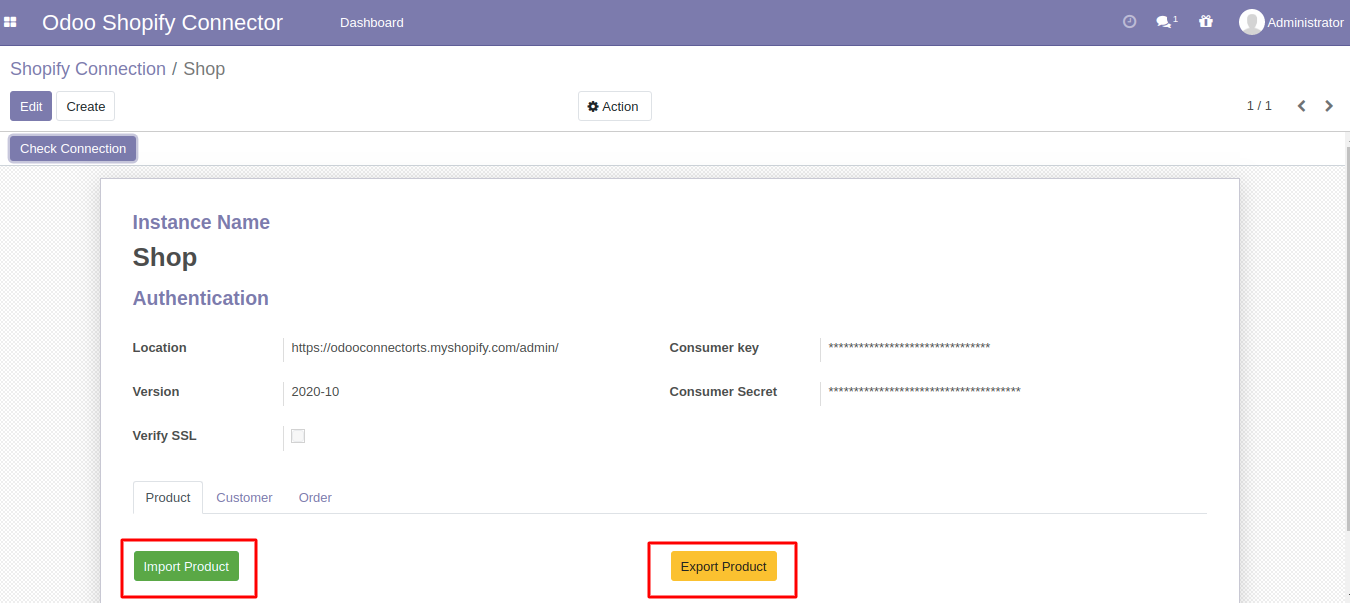 Odoo Shopify Connector Dashboard 1 Administrator
Shopify Connection / Shop
Edit Create Action 1 / 1
Check Connection
Instance Name
Shop
Authentication
Location https://odooconnectorts.myshopify.com/admin/ Consumer key ********************************
Version 2020-10 Consumer Secret **************************************
Verify SSL
Product Customer Order
Import Product Export Product